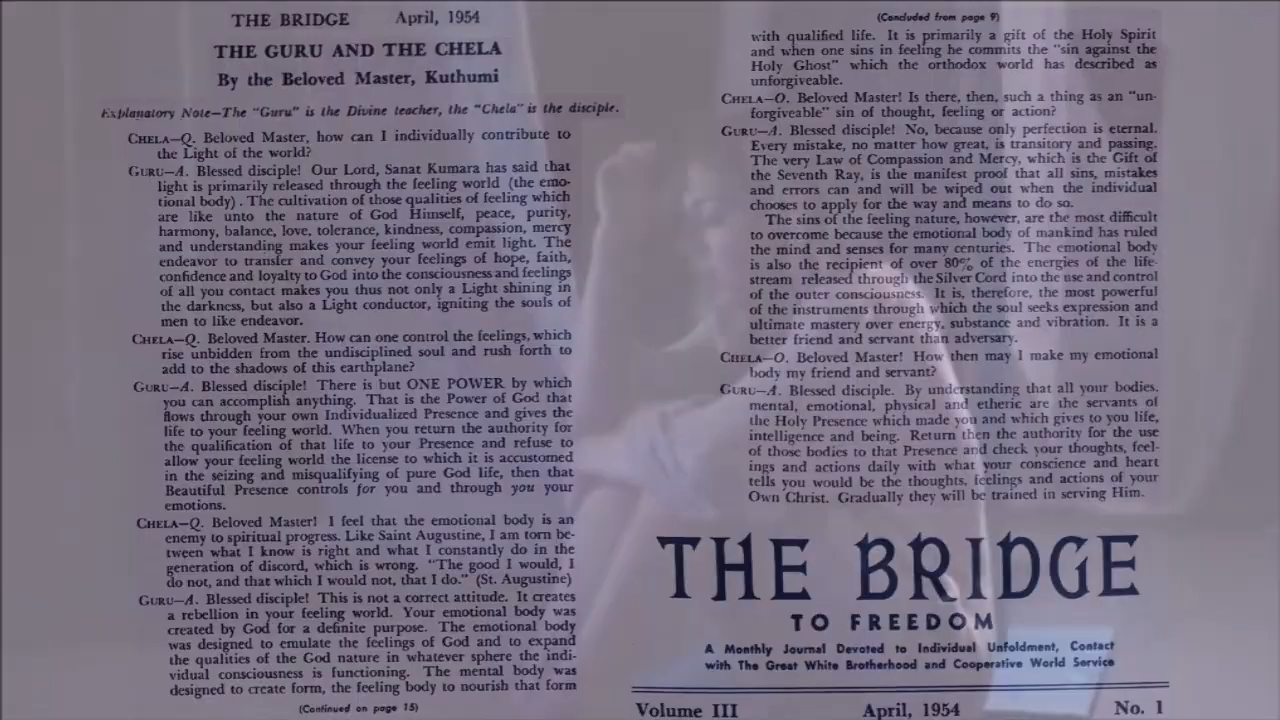 THE BRIDGE April, 1954
THE GURU AND THE CHELA
By the Beloved Master, Kuthumi
Explanatory Note—The "Guru" is the Divine teacher, the "Chela" is the disciple.
CHELA—Q. Beloved Master, how can I individually contribute to
the Light of the world?
GURU—A. Blessed disciple! Our Lord, Sanat Kumara has said that
light is primarily released through the feeling world (the emo-
tional body). The cultivation of those qualities of feeling which
are like unto the nature of God Himself, peace, purity,
harmony, balance, love, tolerance, kindness, compassion, mercy
and understanding makes your feeling world emit light. The
endeavor to transfer and convey your feelings of hope, faith,
confidence and loyalty to God into the consciousness and feelings
of all you contact makes you thus not only a Light shining in
the darkness, but also a Light conductor, igniting the souls of
men to like endeavor.
CHELA—Q. Beloved Master. How can one control the feelings, which
rise unbidden from the undisciplined soul and rush forth to
add to the shadows of this earthplane?
GURU—A. Blessed disciple! There is but ONE POWER by which
you can accomplish anything. That is the Power of God that
flows through your own Individualized Presence and gives the
life to your feeling world. When you return the authority for
the qualification of that life to your Presence and refuse to
allow your feeling world the license to which it is accustomed
in the seizing and misqualifying of pure God life, then that
Beautiful Presence controls for you and through you your
emotions.
CHELA—Q. Beloved Master! I feel that the emotional body is an
enemy to spiritual progress. Like Saint Augustine, I am torn be-
tween what I know is right and what I constantly do in the
generation of discord, which is wrong. "The good I would, I
do not, and that which I would not, that I do." (St. Augustine)
GURU—A. Blessed disciple! This is not a correct attitude. It creates
a rebellion in your feeling world. Your emotional body was
created by God for a definite purpose. The emotional body
was designed to emulate the feelings of God and to expand
the qualities of the God nature in whatever sphere the indi-
vidual consciousness is functioning. The mental body was
designed to create form, the feeling body to nourish that form
(Continued on page 15)
(Concluded from page 9)
with qualified life. It is primarily a gift of the Holy Spirit
and when one sins in feeling he commits the "sin against the
Holy Ghost" which the orthodox world has described as
unforgiveable.
CHELA—Q. Beloved Master! Is there, then, such a thing as an "un-
forgiveable" sin of thought, feeling or action?
GURU—A. Blessed disciple! No, because only perfection is eternal.
Every mistake, no matter how great, is transitory and passing.
The very Law of Compassion and Mercy, which is the Gift of
the Seventh Ray, is the manifest proof that all sins, mistakes
and errors can and will be wiped out when the individual
chooses to apply for the way and means to do so.
The sins of the feeling nature, however, are the most difficult
to overcome because the emotional body of mankind has ruled
the mind and senses for many centuries. The emotional body
is also the recipient of over 80% of the energies of the life-
stream released through the Silver Cord into the use and control
of the outer consciousness. It is, therefore, the most powerful
of the instruments through which the soul seeks expression and
ultimate mastery over energy, substance and vibration. It is a
better friend and servant than adversary.
CHELA—Q. Beloved Master! How then may I make my emotional
body my friend and servant?
GURU—A. Blessed disciple. By understanding that all your bodies,
mental, emotional, physical and etheric are the servants of
the Holy Presence which made you and which gives to you life,
intelligence and being. Return then the authority for the use
of those bodies to that Presence and check your thoughts, feel-
ings and actions daily with what your conscience and heart
tells you would be the thoughts, feelings and actions of your
Own Christ. Gradually they will be trained in serving Him.
THE BRIDGE
TO FREEDOM
A Monthly Journal Devoted to Individual Unfoldment, Contact
with The Great White Brotherhood and Cooperative World Service
Volume III April, 1954 No. 1